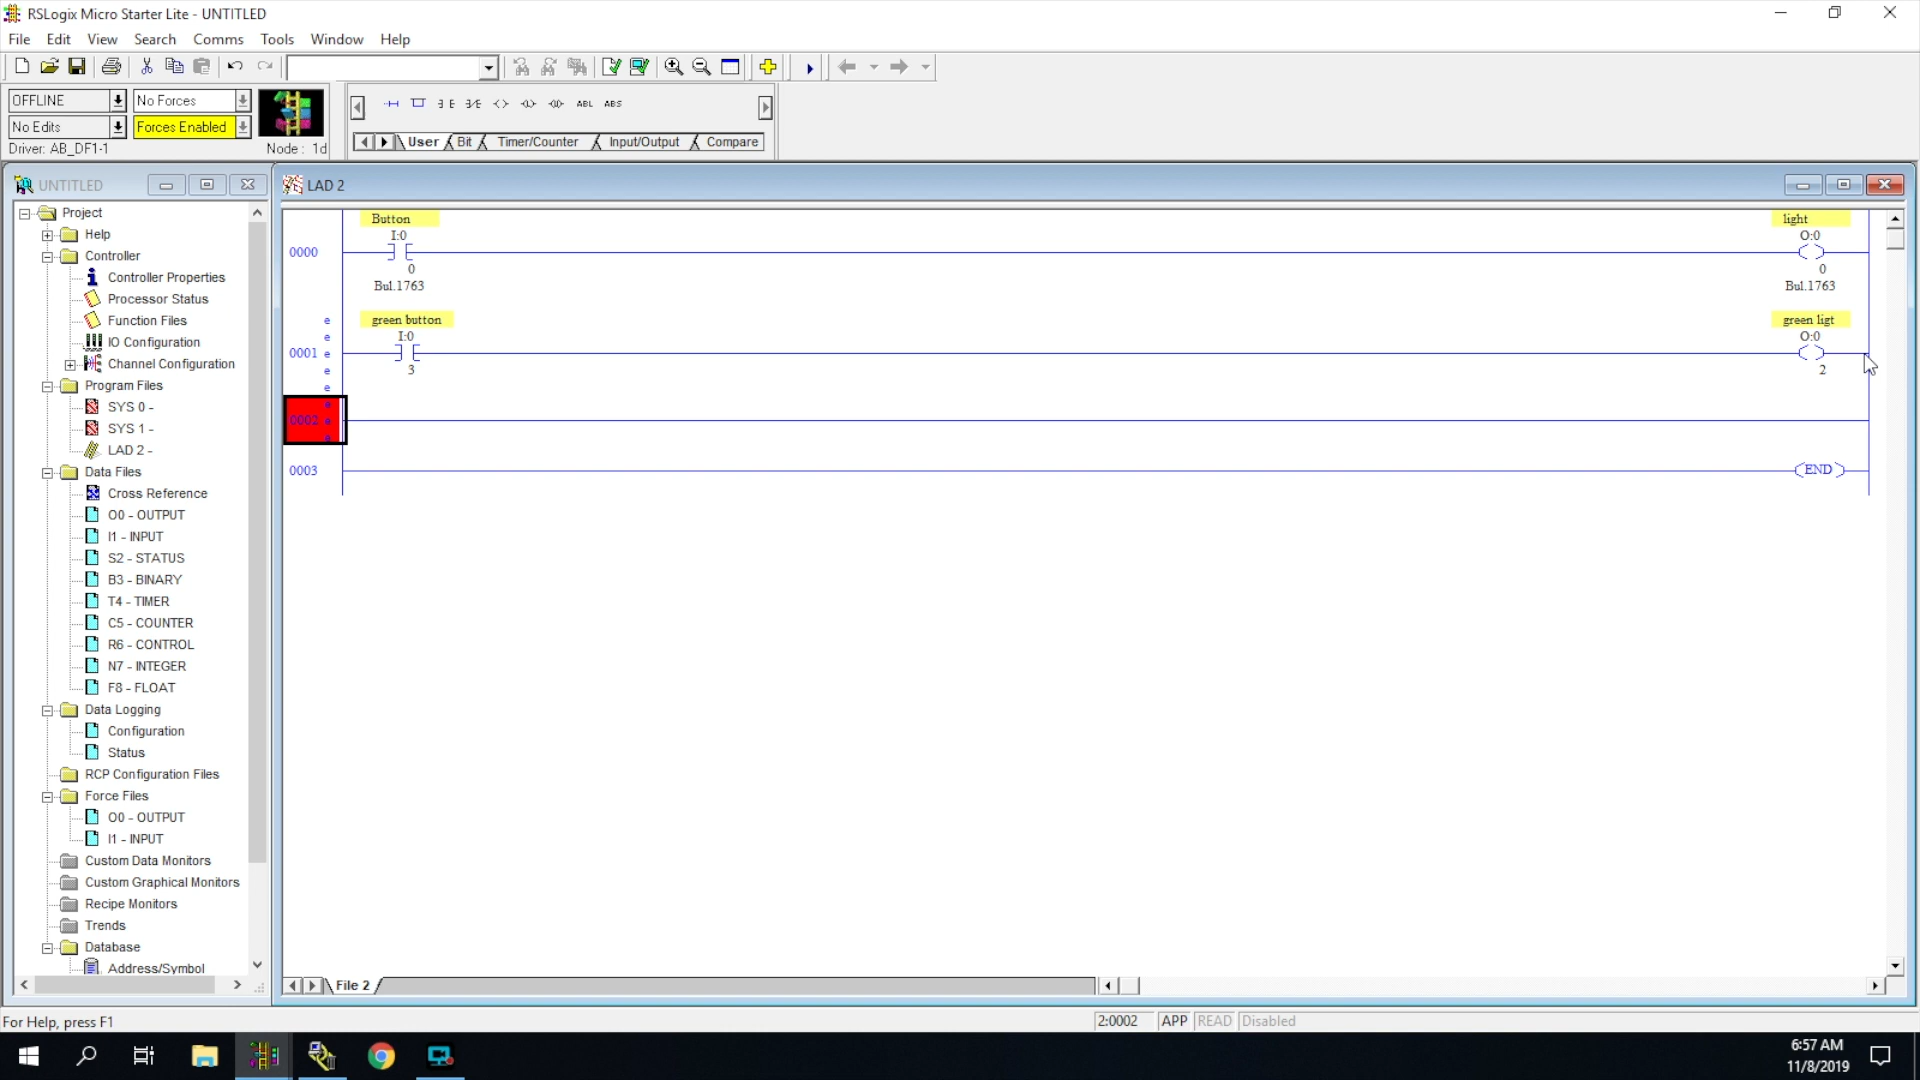 RSLogix Micro Starter Lite - UNTITLED
File Edit View Search Comms Tools Window Help
OFFLINE No Forces
No Edits Forces Enabled
Driver: AB_DF1-1 Node : 1d
ABL ABS
User Bit Timer/Counter Input/Output Compare
UNTITLED
Project
Help
Controller
Controller Properties
Processor Status
Function Files
IO Configuration
Channel Configuration
Program Files
SYS 0 -
SYS 1 -
LAD 2 -
Data Files
Cross Reference
O0 - OUTPUT
I1 - INPUT
S2 - STATUS
B3 - BINARY
T4 - TIMER
C5 - COUNTER
R6 - CONTROL
N7 - INTEGER
F8 - FLOAT
Data Logging
Configuration
Status
RCP Configuration Files
Force Files
O0 - OUTPUT
I1 - INPUT
Custom Data Monitors
Custom Graphical Monitors
Recipe Monitors
Trends
Database
Address/Symbol
LAD 2
Button light
I:0 O:0
0000
0 0
Bul.1763 Bul.1763
e green button green ligt
e I:0 O:0
0001 e
e 3 2
e
e
0002 e
e
0003 END
File 2
For Help, press F1 2:0002 APP READ Disabled
6:57 AM
11/8/2019